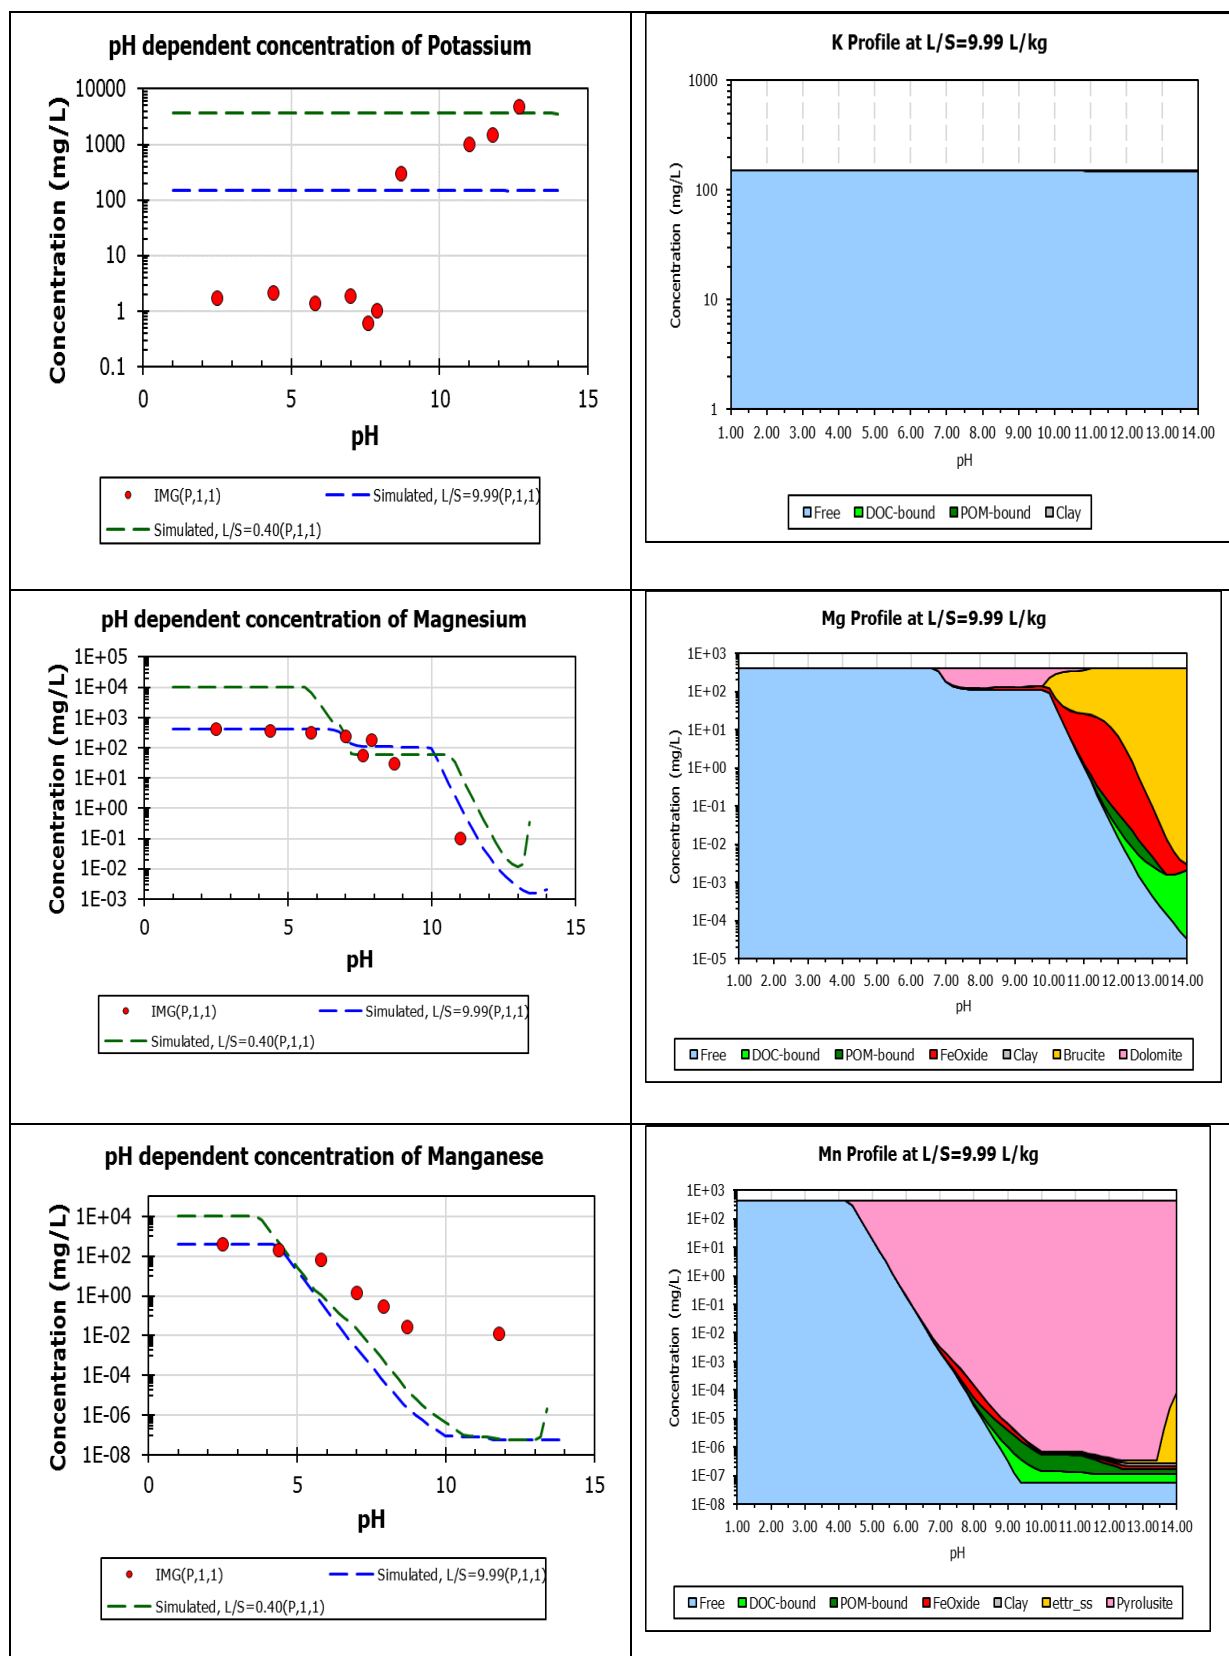 pH dependent concentration of Potassium
Concentration (mg/L)
10000
1000
100
10
1
0.1
0 5 10 15
pH
IMG(P,1,1) Simulated, L/S=9.99(P,1,1)
Simulated, L/S=0.40(P,1,1)
K Profile at L/S=9.99 L/kg
Concentration (mg/L)
1000
100
10
1
1.00 2.00 3.00 4.00 5.00 6.00 7.00 8.00 9.00 10.00 11.00 12.00 13.00 14.00
pH
Free DOC-bound POM-bound Clay
pH dependent concentration of Magnesium
Concentration (mg/L)
1E+05
1E+04
1E+03
1E+02
1E+01
1E+00
1E-01
1E-02
1E-03
0 5 10 15
pH
IMG(P,1,1) Simulated, L/S=9.99(P,1,1)
Simulated, L/S=0.40(P,1,1)
Mg Profile at L/S=9.99 L/kg
Concentration (mg/L)
1E+03
1E+02
1E+01
1E+00
1E-01
1E-02
1E-03
1E-04
1E-05
1.00 2.00 3.00 4.00 5.00 6.00 7.00 8.00 9.00 10.00 11.00 12.00 13.00 14.00
pH
Free DOC-bound POM-bound FeOxide Clay Brucite Dolomite
pH dependent concentration of Manganese
Concentration (mg/L)
1E+04
1E+02
1E+00
1E-02
1E-04
1E-06
1E-08
0 5 10 15
pH
IMG(P,1,1) Simulated, L/S=9.99(P,1,1)
Simulated, L/S=0.40(P,1,1)
Mn Profile at L/S=9.99 L/kg
Concentration (mg/L)
1E+03
1E+02
1E+01
1E+00
1E-01
1E-02
1E-03
1E-04
1E-05
1E-06
1E-07
1E-08
1.00 2.00 3.00 4.00 5.00 6.00 7.00 8.00 9.00 10.00 11.00 12.00 13.00 14.00
pH
Free DOC-bound POM-bound FeOxide Clay ettr_ss Pyrolusite